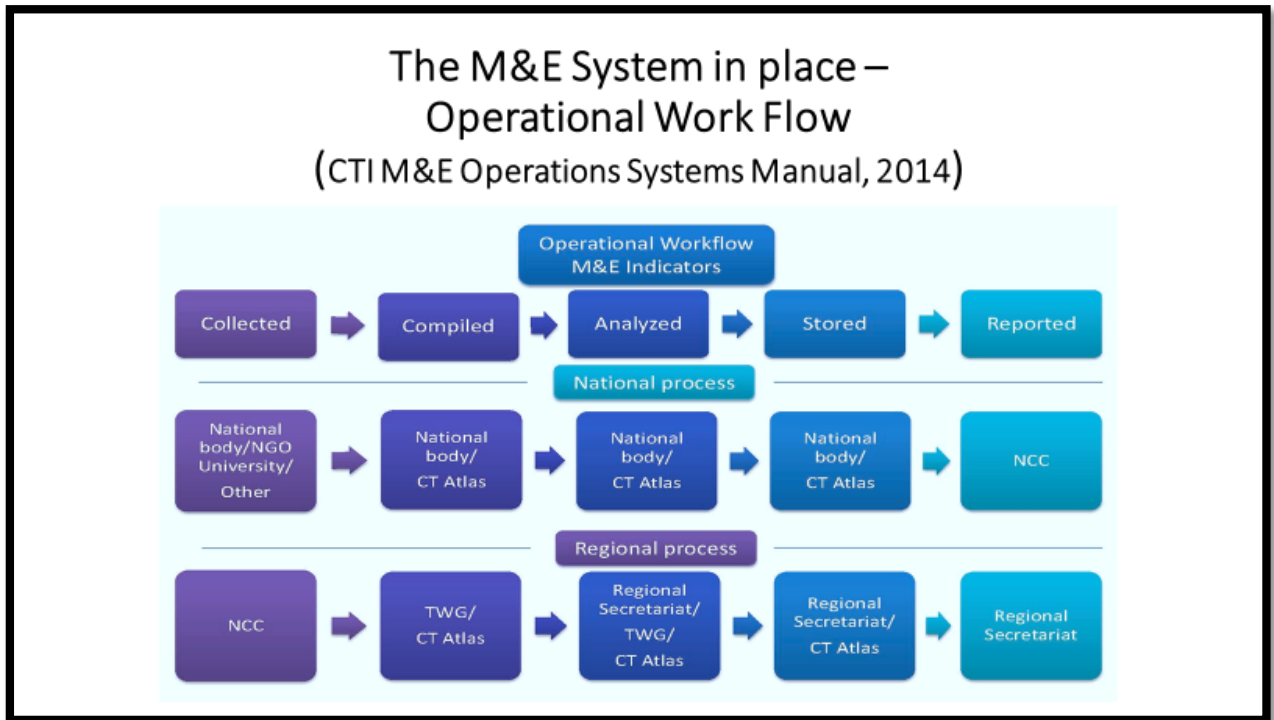 The M&E System in place –
Operational Work Flow
(CTI M&E Operations Systems Manual, 2014)
Operational Workflow
M&E Indicators
Collected
Compiled
Analyzed
Stored
Reported
National process
National
body/NGO
University/
Other
National
body/
CT Atlas
National
body/
CT Atlas
National
body/
CT Atlas
NCC
Regional process
NCC
TWG/
CT Atlas
Regional
Secretariat/
TWG/
CT Atlas
Regional
Secretariat/
CT Atlas
Regional
Secretariat